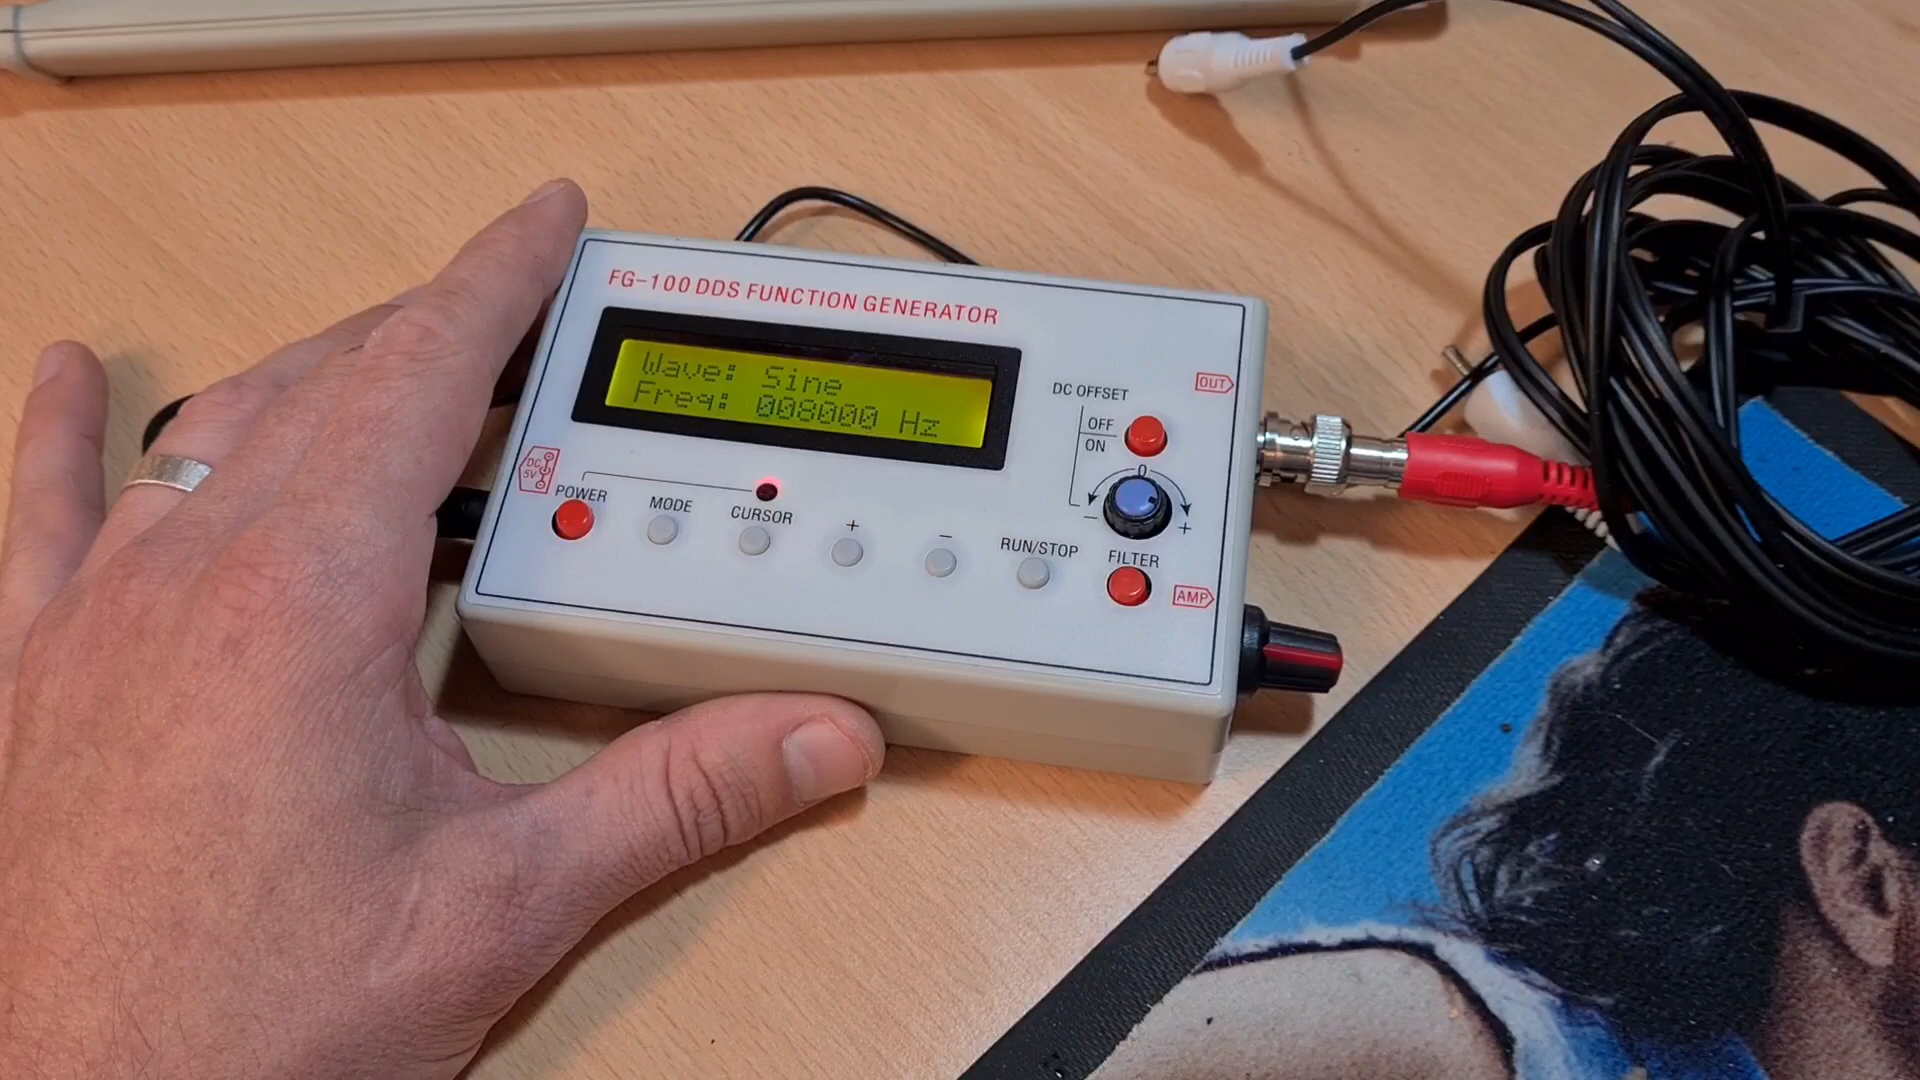 FG-100 DDS FUNCTION GENERATOR
Wave: Sine
Freq: 008000 Hz
DC OFFSET
OFF
ON
OUT
0
- +
DC
5V
POWER
MODE
CURSOR
+
-
RUN/STOP
FILTER
AMP